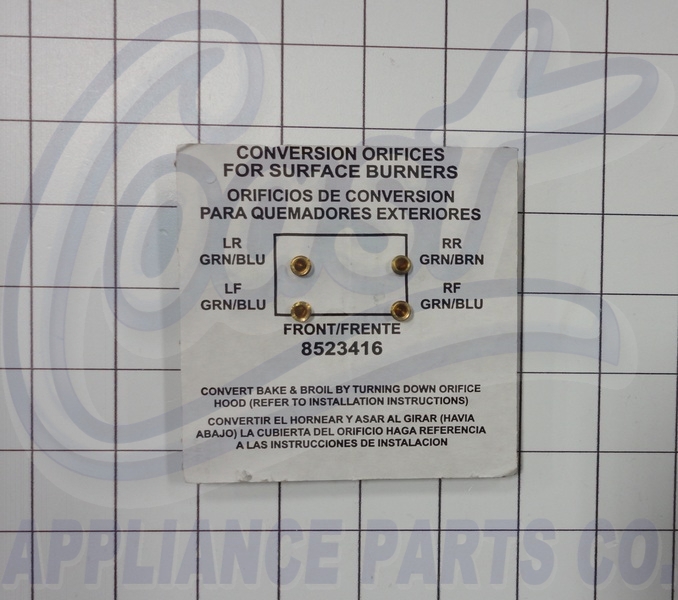 CONVERSION ORIFICES
FOR SURFACE BURNERS
ORIFICIOS DE CONVERSION
PARA QUEMADORES EXTERIORES
LR
GRN/BLU
RR
GRN/BRN
LF
GRN/BLU
RF
GRN/BLU
FRONT/FRENTE
8523416
CONVERT BAKE & BROIL BY TURNING DOWN ORIFICE
HOOD (REFER TO INSTALLATION INSTRUCTIONS)
CONVERTIR EL HORNEAR Y ASAR AL GIRAR (HAVIA
ABAJO) LA CUBIERTA DEL ORIFICIO HAGA REFERENCIA
A LAS INSTRUCCIONES DE INSTALACION
Coast
APPLIANCE PARTS CO.